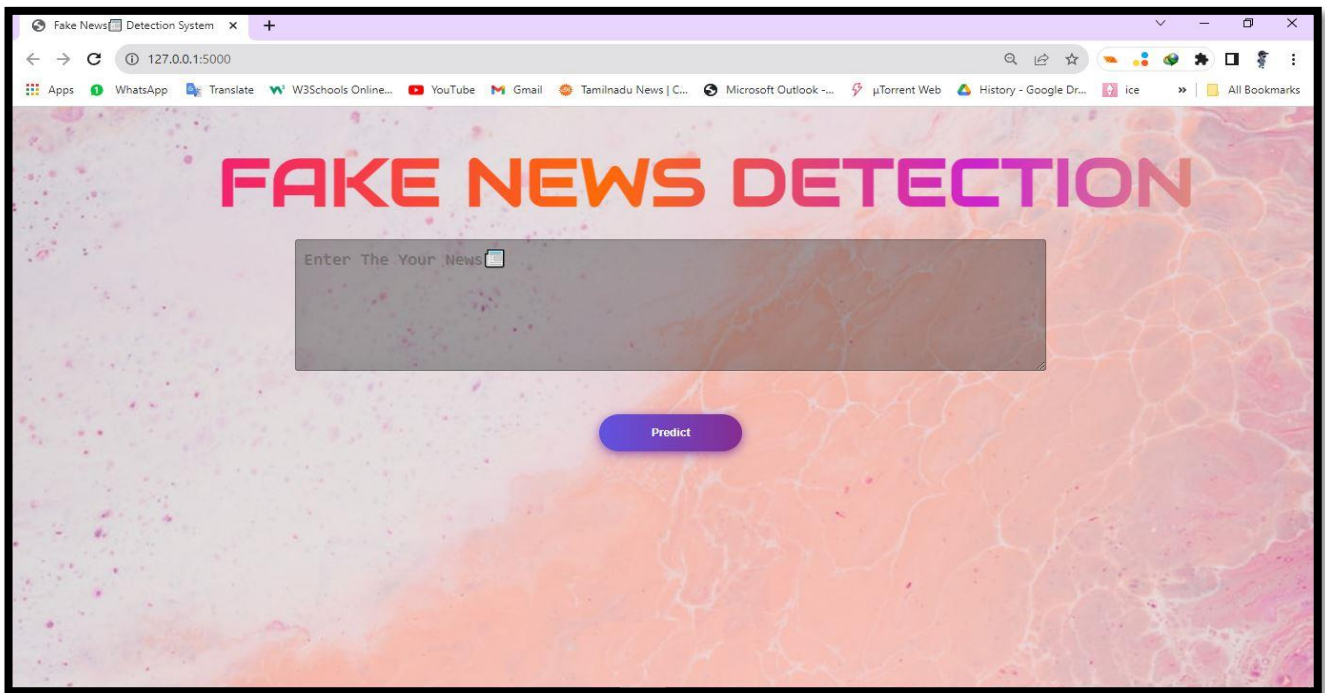 Fake News📰 Detection System
127.0.0.1:5000
Apps WhatsApp Translate W3Schools Online... YouTube Gmail Tamilnadu News | C... Microsoft Outlook -... µTorrent Web History - Google Dr... ice » All Bookmarks
FAKE NEWS DETECTION
Enter The Your News📰
Predict